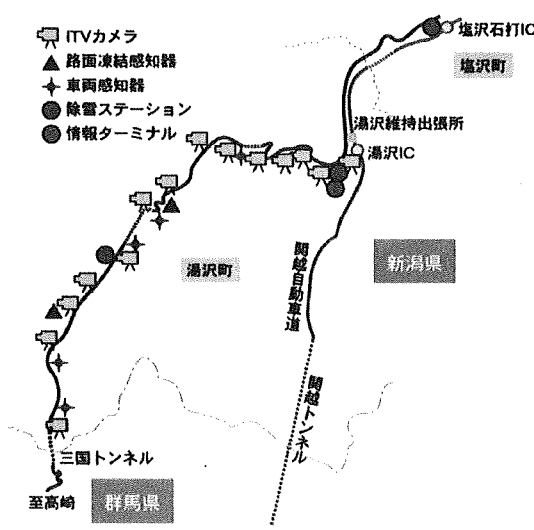 ITVカメラ
路面凍結感知器
車両感知器
除雪ステーション
情報ターミナル
塩沢石打IC
塩沢町
湯沢維持出張所
湯沢IC
湯沢町
関越自動車道
新潟県
関越トンネル
三国トンネル
至高崎
群馬県